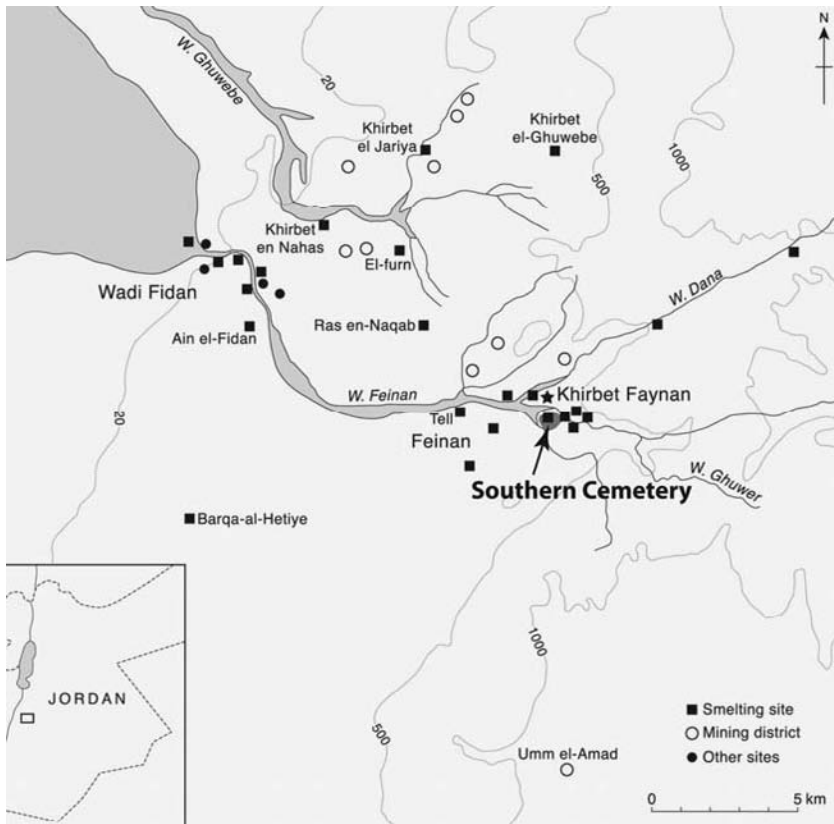 N
W. Ghuwebe
20
1000
500
Khirbet
el Jariya
Khirbet
el-Ghuwebe
Khirbet
en Nahas
El-furn
W. Dana
Wadi Fidan
Ain el-Fidan
Ras en-Naqab
W. Feinan
Khirbet Faynan
20
Tell
Feinan
W. Ghuwer
Southern Cemetery
Barqa-al-Hetiye
1000
500
JORDAN
Umm el-Amad
Smelting site
Mining district
Other sites
0
5 km